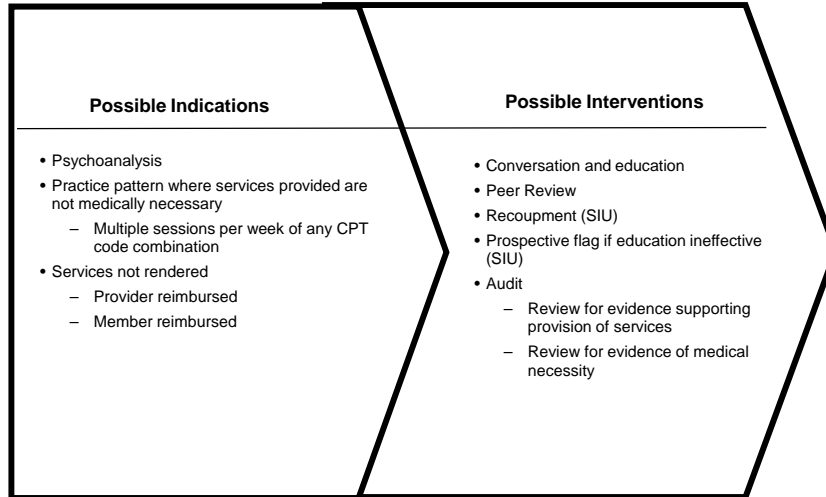 Possible Indications
• Psychoanalysis
• Practice pattern where services provided are
not medically necessary
– Multiple sessions per week of any CPT
code combination
• Services not rendered
– Provider reimbursed
– Member reimbursed
Possible Interventions
• Conversation and education
• Peer Review
• Recoupment (SIU)
• Prospective flag if education ineffective
(SIU)
• Audit
– Review for evidence supporting
provision of services
– Review for evidence of medical
necessity